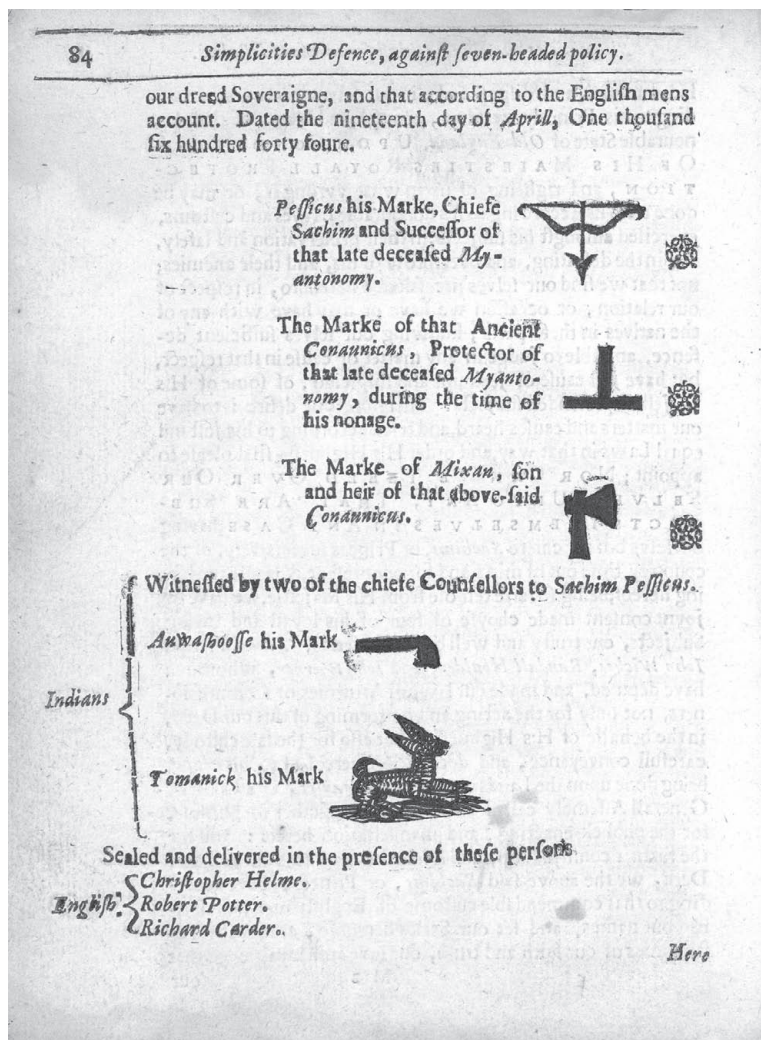 84 Simplicities Defence, againſt ſeven-headed policy.
our dreed Soveraigne, and that according to the Engliſh mens
account. Dated the nineteenth day of Aprill, One thouſand
ſix hundred forty foure.
Peſſicus his Marke, Chiefe
Sachim and Succeſſor of
that late deceaſed My-
antonomy.
The Marke of that Ancient
Conaunicus, Protector of
that late deceaſed Myanto-
nomy, during the time of
his nonage.
The Marke of Mixan, ſon
and heir of that above-ſaid
Conaunicus.
Witneſſed by two of the chiefe Counſellors to Sachim Peſſicus.
Auwaſhooſſe his Mark
Indians
Tomanick his Mark
Sealed and delivered in the preſence of theſe perſons
Chriſtopher Helme.
Engliſh. Robert Potter.
Richard Carder.
Here